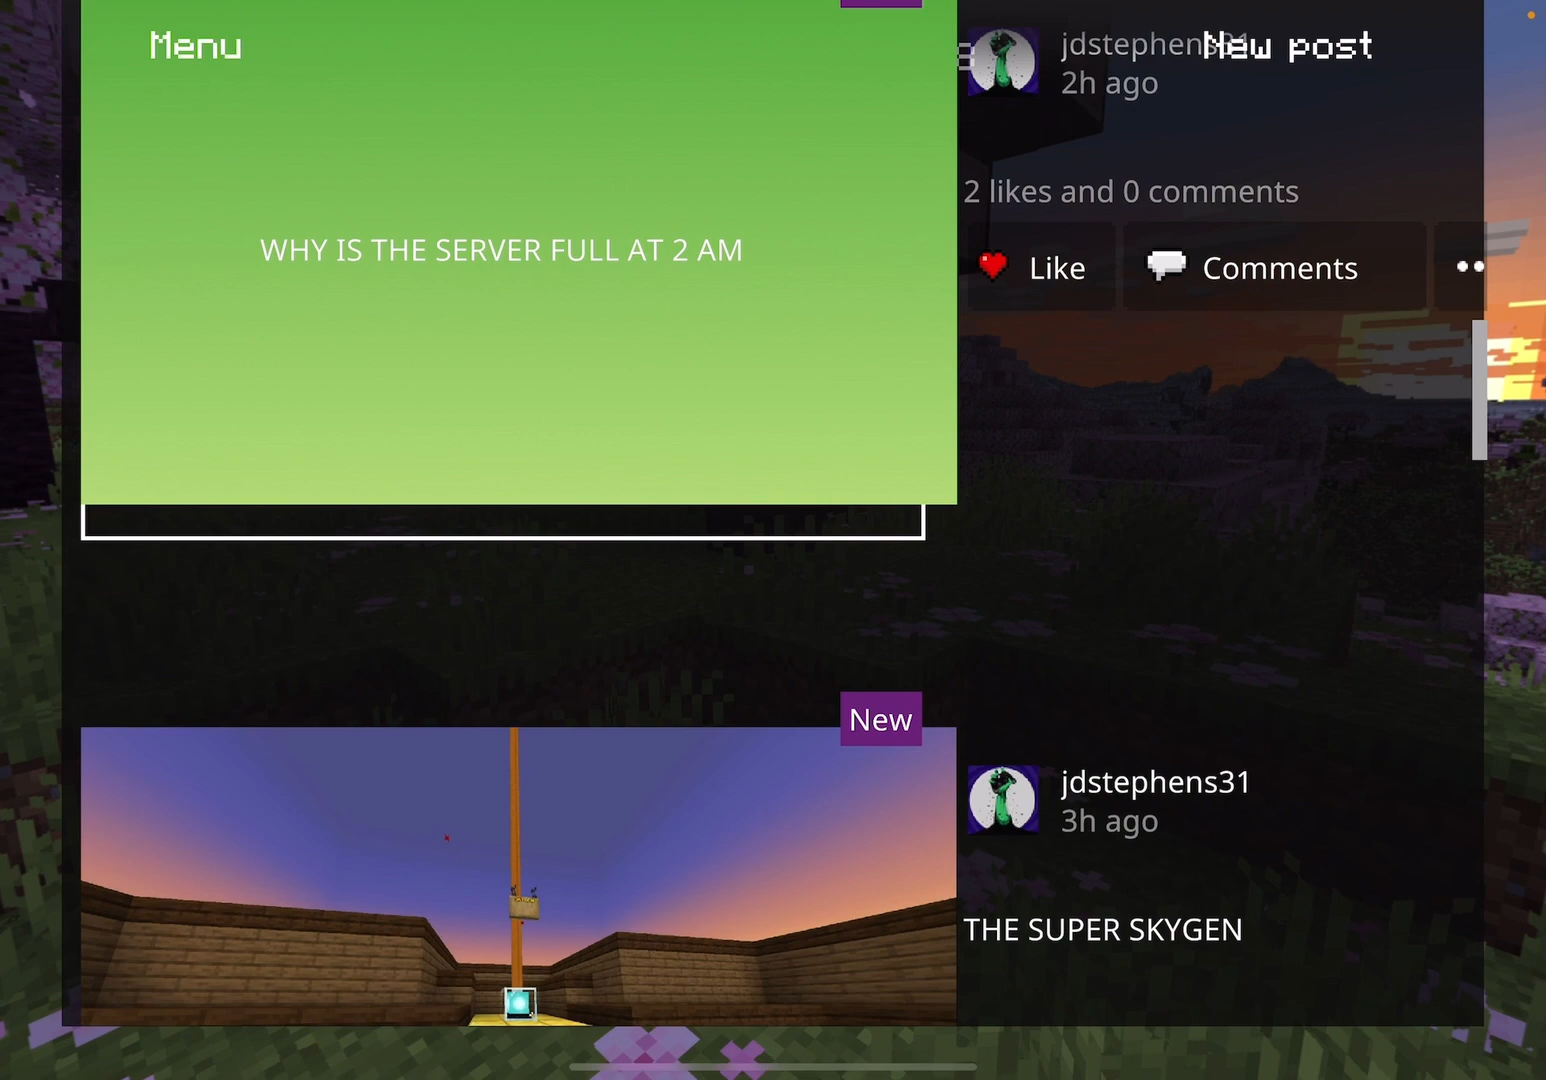 Menu
New post
jdstephens31
2h ago
WHY IS THE SERVER FULL AT 2 AM
2 likes and 0 comments
Like
Comments
New
jdstephens31
3h ago
THE SUPER SKYGEN